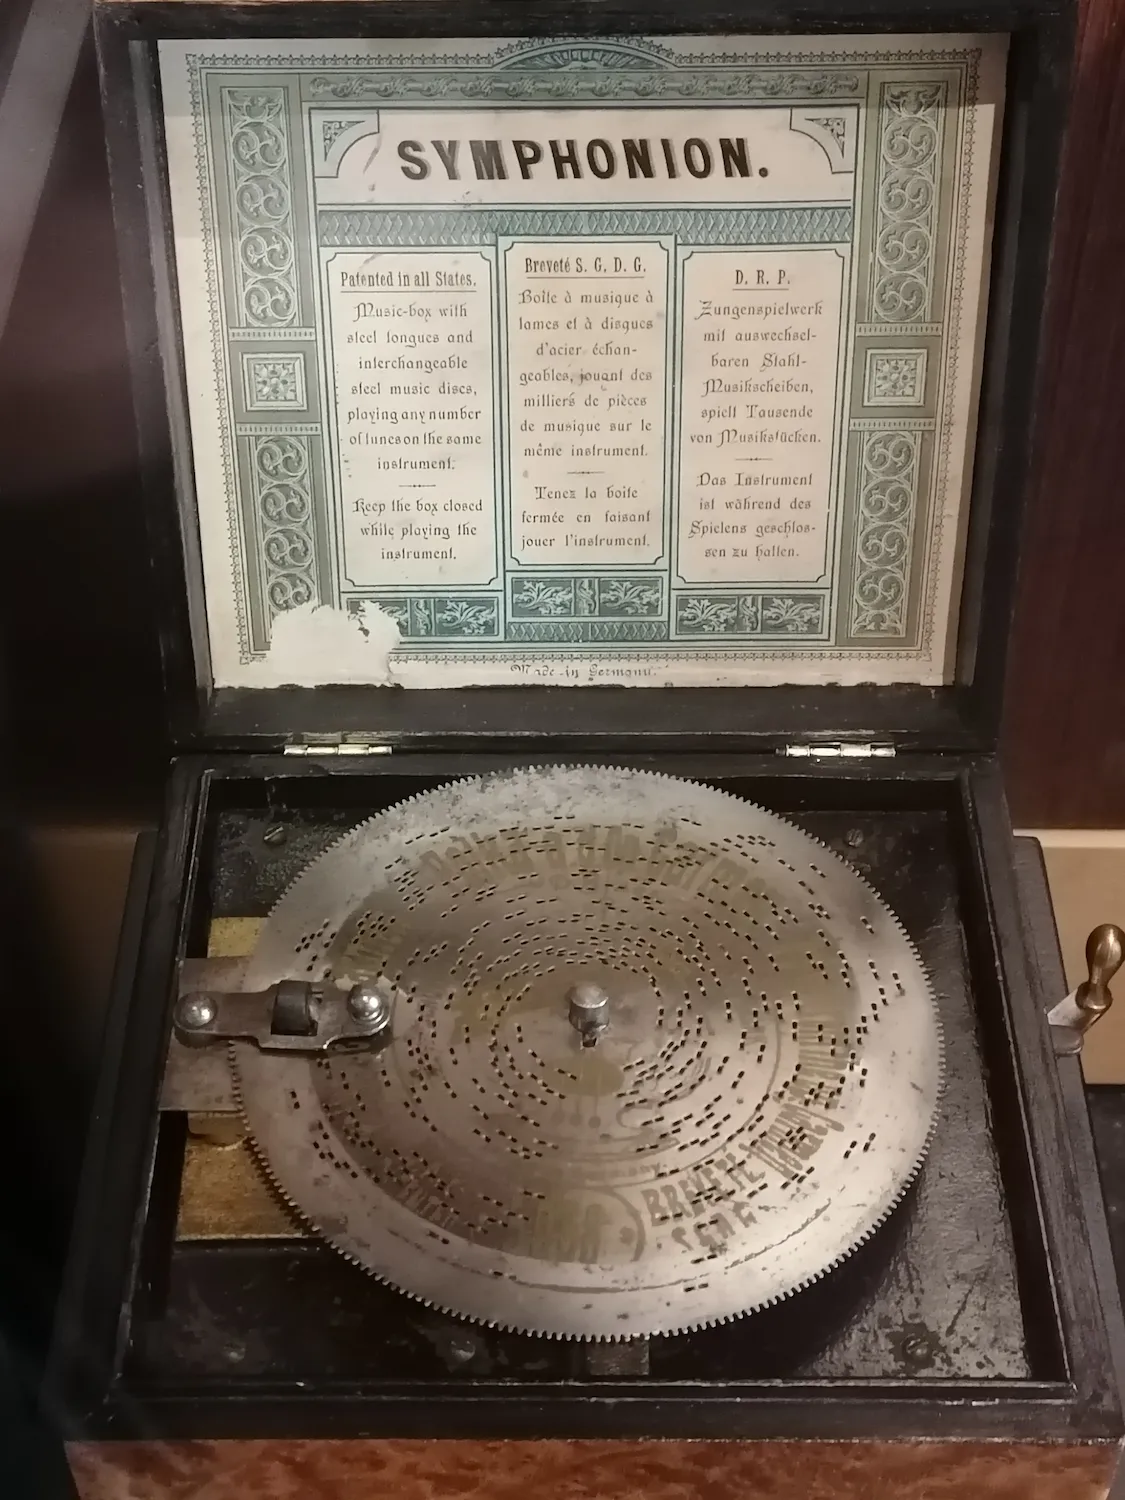 SYMPHONION.
Patented in all States.
Music-box with
steel tongues and
interchangeable
steel music discs,
playing any number
of tunes on the same
instrument.
Keep the box closed
while playing the
instrument.
Breveté S. G. D. G.
Boîte à musique à
lames et à disques
d'acier échan-
geables, jouant des
milliers de pièces
de musique sur le
même instrument.
Tenez la boîte
fermée en faisant
jouer l'instrument.
D. R. P.
Zungenspielwerk
mit auswechsel-
baren Stahl-
Musikscheiben,
spielt Tausende
von Musikstücken.
Das Instrument
ist während des
Spielens geschlos-
sen zu halten.
Made in Germany.
BREVETÉ
S.G.D.G.